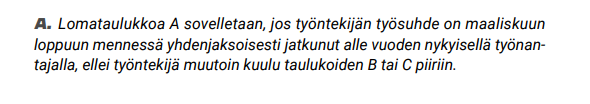 A. Lomataulukkoa A sovelletaan, jos työntekijän työsuhde on maaliskuun
loppuun mennessä yhdenjaksoisesti jatkunut alle vuoden nykyisellä työnan-
tajalla, ellei työntekijä muutoin kuulu taulukoiden B tai C piiriin.